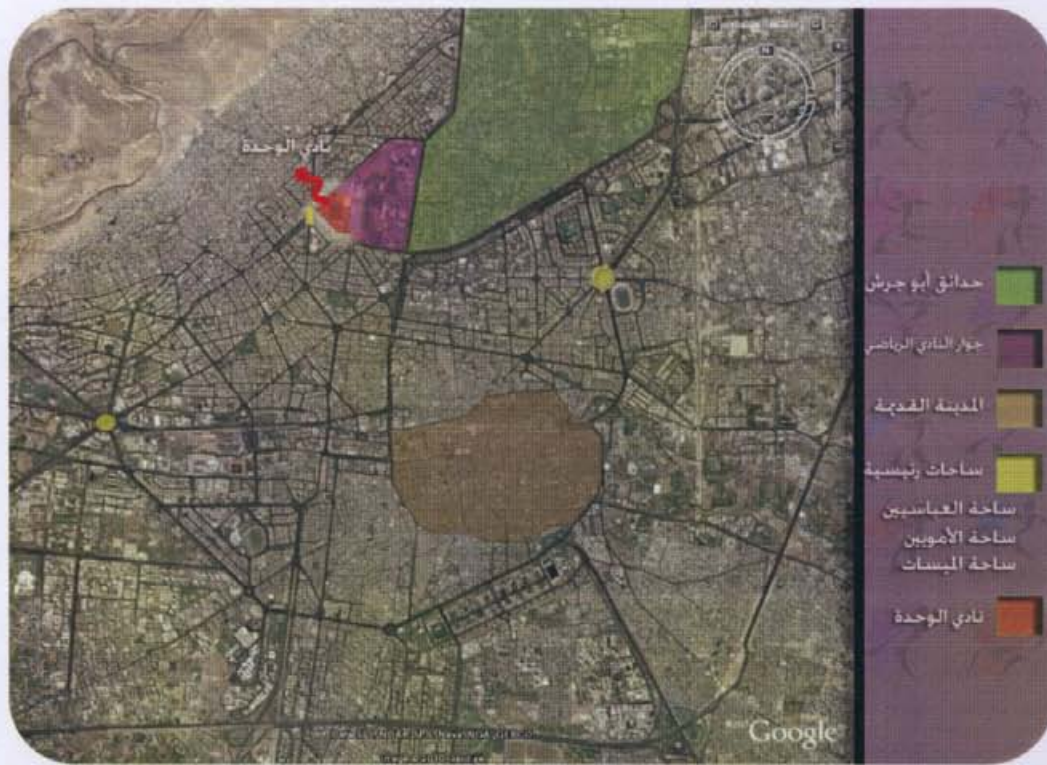 نادي الوحدة
N
حدائق أبو جرش
جوار النادي الرياضي
المدينة القديمة
ساحات رئيسية
ساحة العباسيين
ساحة الأمويين
ساحة الميسات
نادي الوحدة
Google